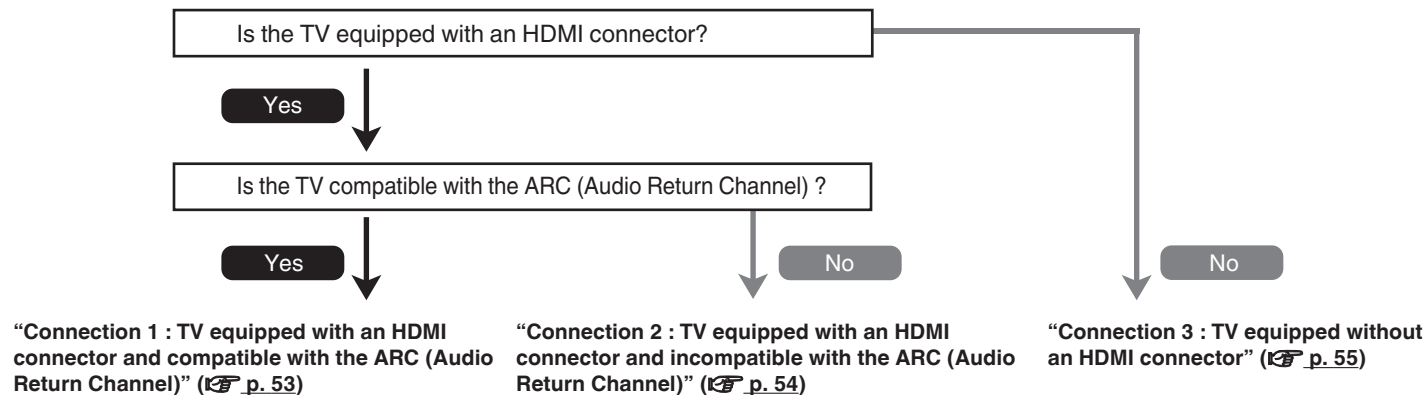 Is the TV equipped with an HDMI connector?
Yes
Is the TV compatible with the ARC (Audio Return Channel) ?
Yes
No
No
“Connection 1 : TV equipped with an HDMI
connector and compatible with the ARC (Audio
Return Channel)” (☞ p. 53)
“Connection 2 : TV equipped with an HDMI
connector and incompatible with the ARC (Audio
Return Channel)” (☞ p. 54)
“Connection 3 : TV equipped without
an HDMI connector” (☞ p. 55)